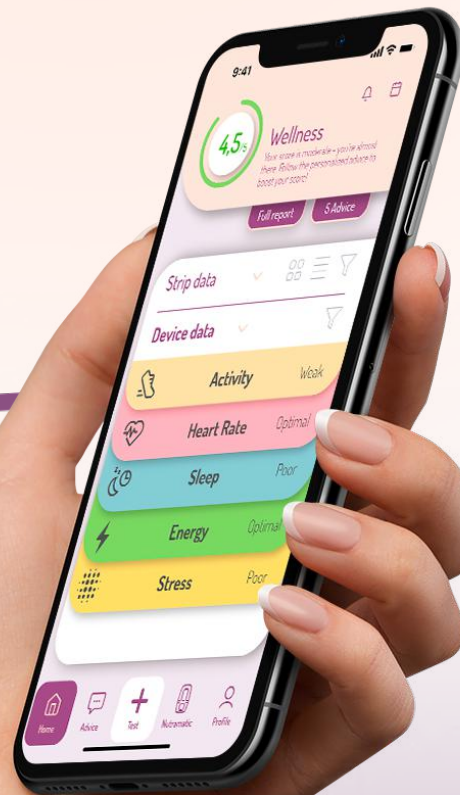 9:41
4,5/5
Wellness
Your score is moderate - you're almost
there. Follow the personalized advice to
boost your score!
Full report
5 Advice
Strip data
Device data
Activity
Weak
Heart Rate
Optimal
Sleep
Poor
Energy
Optimal
Stress
Poor
Home
Advice
Test
Nutramatic
Profile